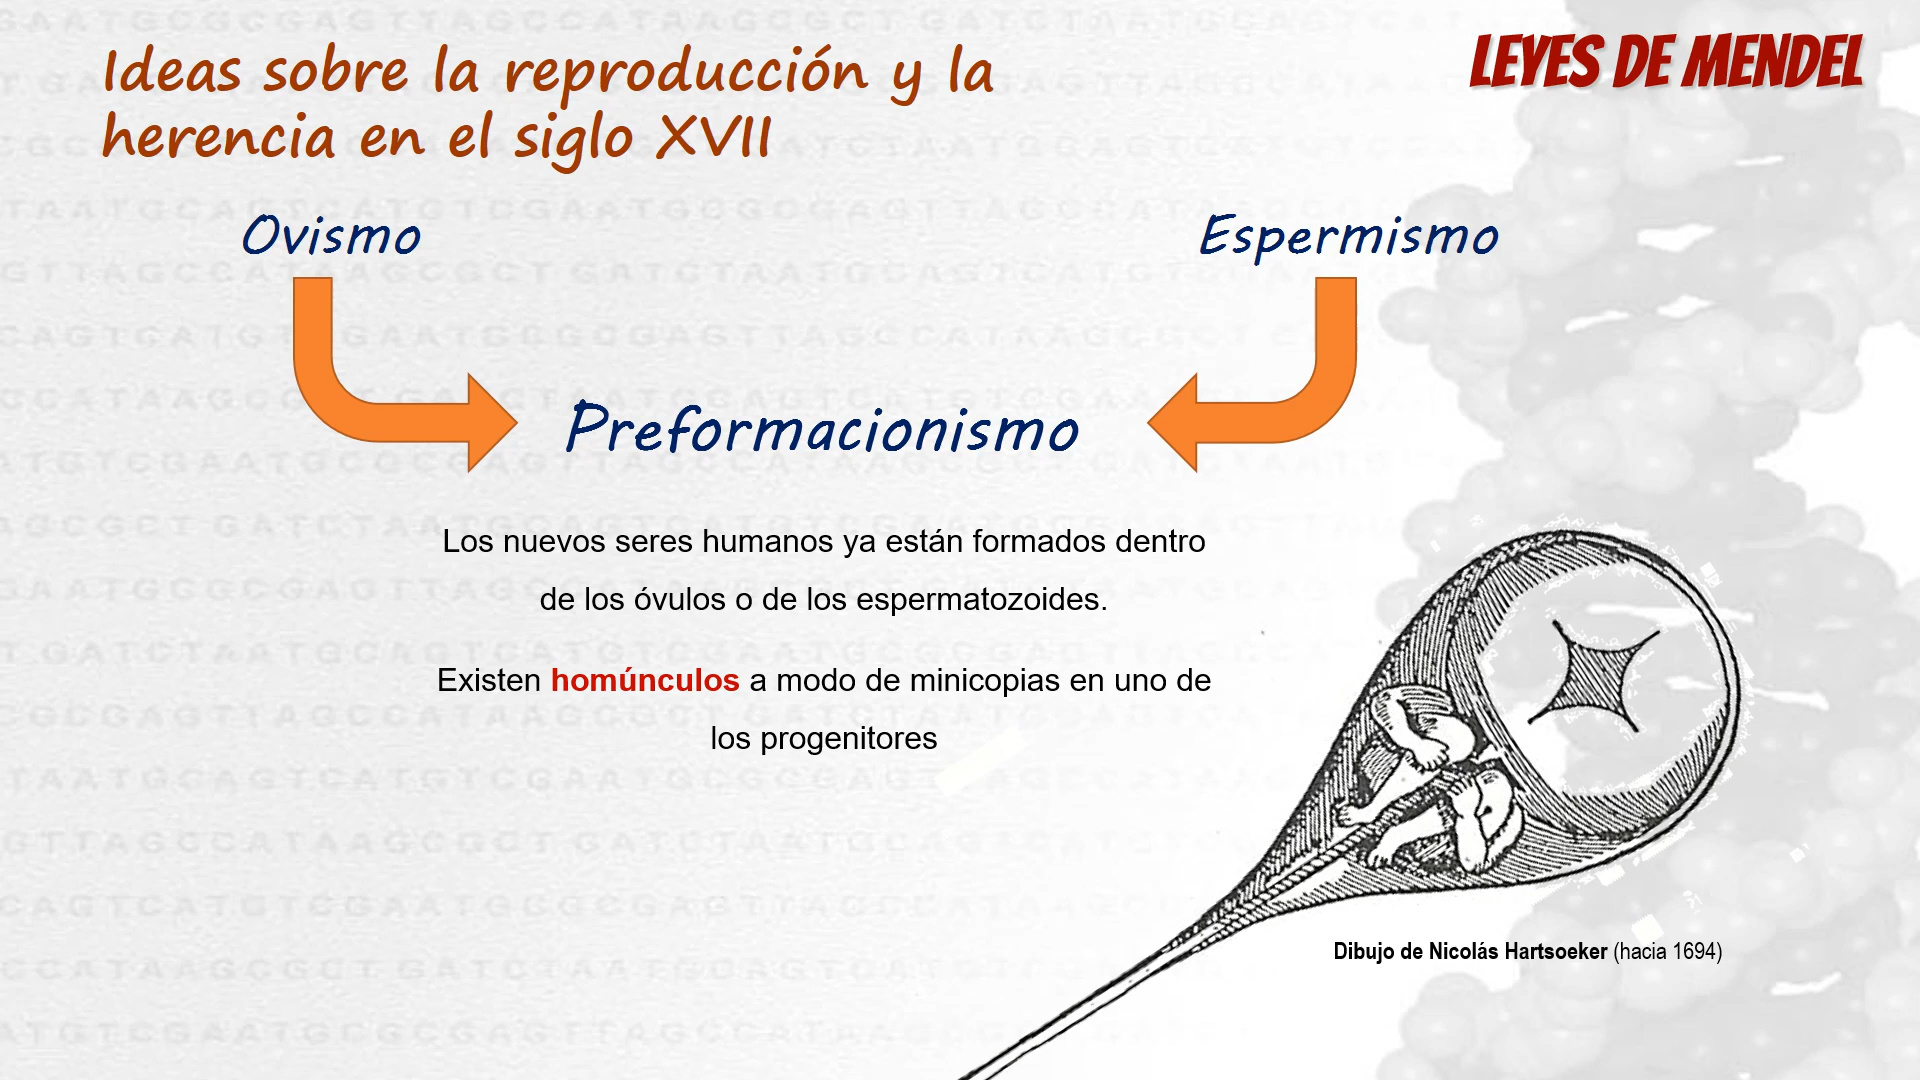 LEYES DE MENDEL
Ideas sobre la reproducción y la
herencia en el siglo XVII
Ovismo
Espermismo
Preformacionismo
Los nuevos seres humanos ya están formados dentro
de los óvulos o de los espermatozoides.
Existen homúnculos a modo de minicopias en uno de
los progenitores
Dibujo de Nicolás Hartsoeker (hacia 1694)